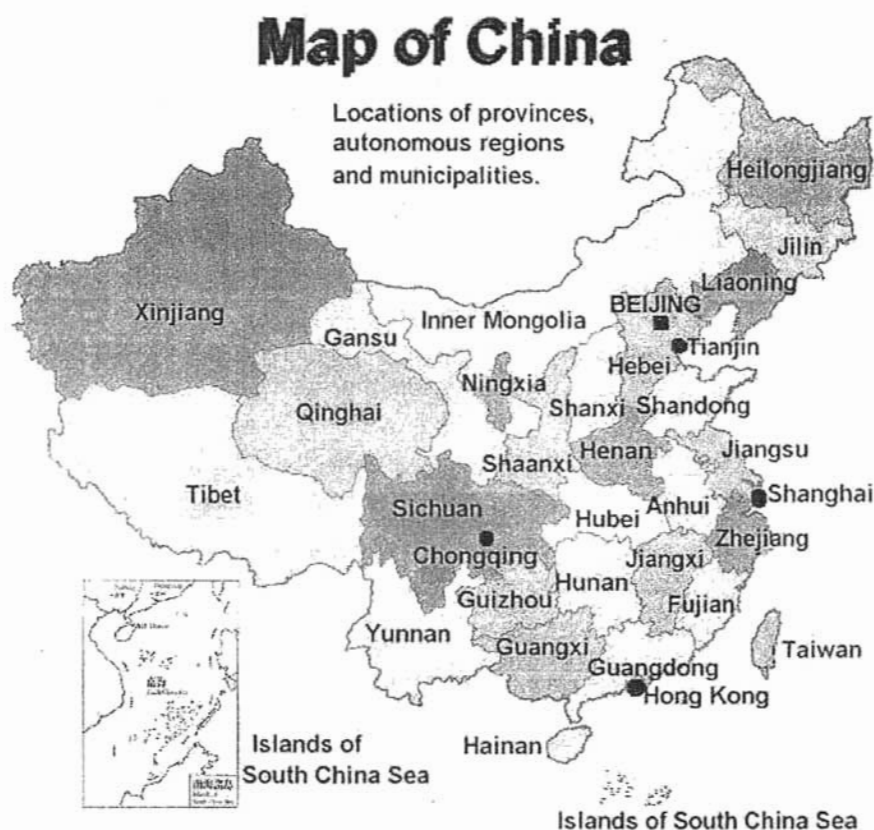 Map of China
Locations of provinces,
autonomous regions
and municipalities.
Heilongjiang
Jilin
Liaoning
Xinjiang
BEIJING
Inner Mongolia
Gansu
Tianjin
Hebei
Ningxia
Qinghai
Shanxi
Shandong
Henan
Jiangsu
Shaanxi
Tibet
Shanghai
Sichuan
Anhui
Hubei
Zhejiang
Chongqing
Jiangxi
Hunan
Guizhou
Fujian
Yunnan
Guangxi
Taiwan
Guangdong
Hong Kong
Hainan
Islands of
South China Sea
Islands of South China Sea